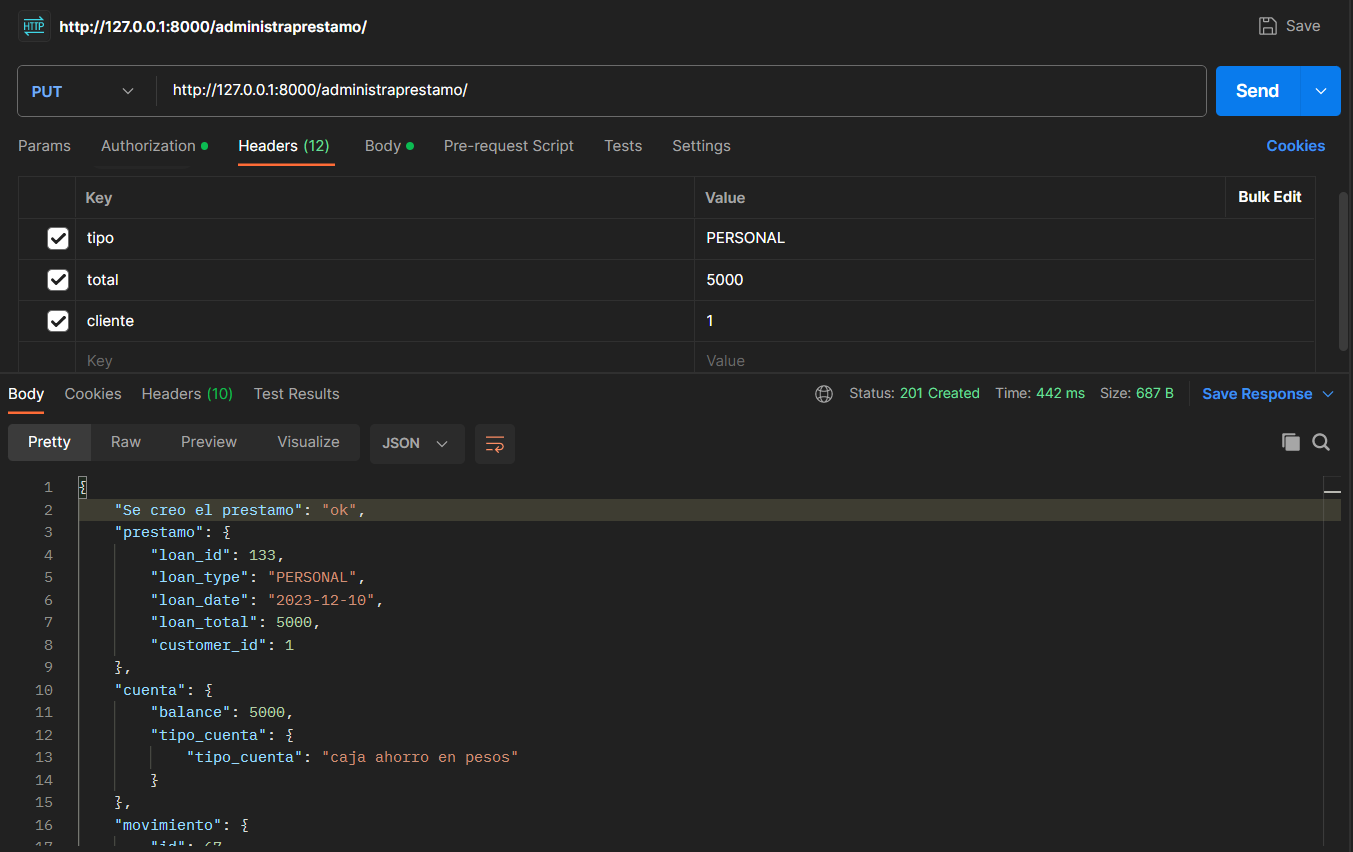 HTTP http://127.0.0.1:8000/administraprestamo/ Save
PUT http://127.0.0.1:8000/administraprestamo/ Send
Params Authorization Headers (12) Body Pre-request Script Tests Settings Cookies
Key Value Bulk Edit
tipo PERSONAL
total 5000
cliente 1
Key Value
Body Cookies Headers (10) Test Results Status: 201 Created Time: 442 ms Size: 687 B Save Response
Pretty Raw Preview Visualize JSON
1 {
2 "Se creo el prestamo": "ok",
3 "prestamo": {
4 "loan_id": 133,
5 "loan_type": "PERSONAL",
6 "loan_date": "2023-12-10",
7 "loan_total": 5000,
8 "customer_id": 1
9 },
10 "cuenta": {
11 "balance": 5000,
12 "tipo_cuenta": {
13 "tipo_cuenta": "caja ahorro en pesos"
14 }
15 },
16 "movimiento": {
17 "id": 67